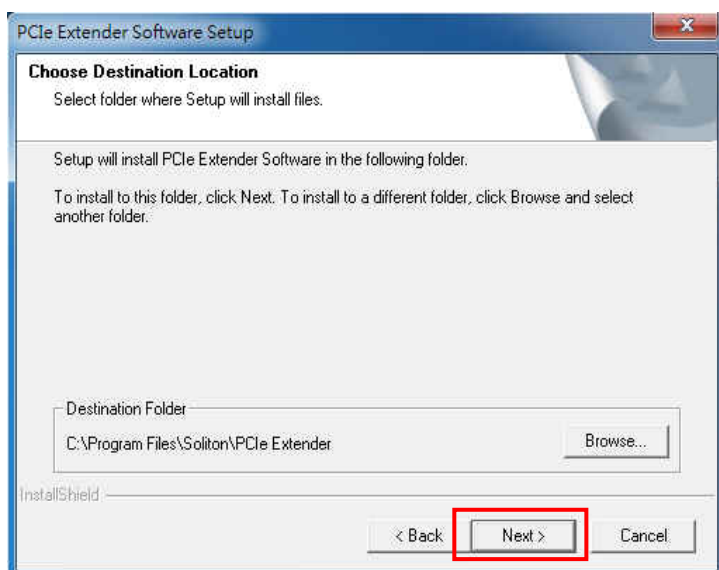 PCIe Extender Software Setup
Choose Destination Location
Select folder where Setup will install files.
Setup will install PCIe Extender Software in the following folder.
To install to this folder, click Next. To install to a different folder, click Browse and select
another folder.
Destination Folder
C:\Program Files\Soliton\PCIe Extender
Browse...
InstallShield
< Back
Next >
Cancel